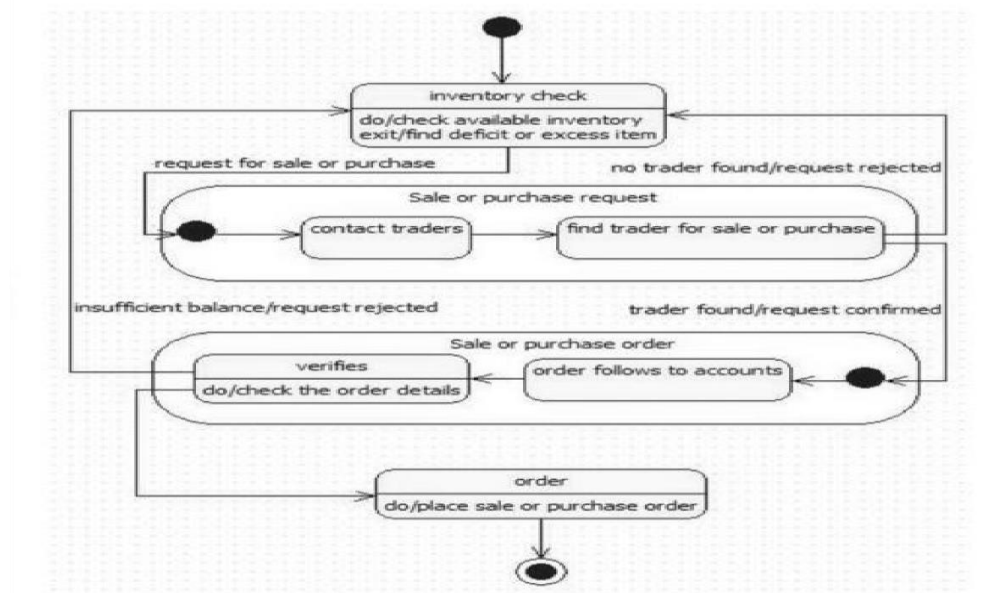 inventory check
do/check available inventory
exit/find deficit or excess item
request for sale or purchase
no trader found/request rejected
Sale or purchase request
contact traders
find trader for sale or purchase
insufficient balance/request rejected
trader found/request confirmed
Sale or purchase order
verifies
do/check the order details
order follows to accounts
order
do/place sale or purchase order